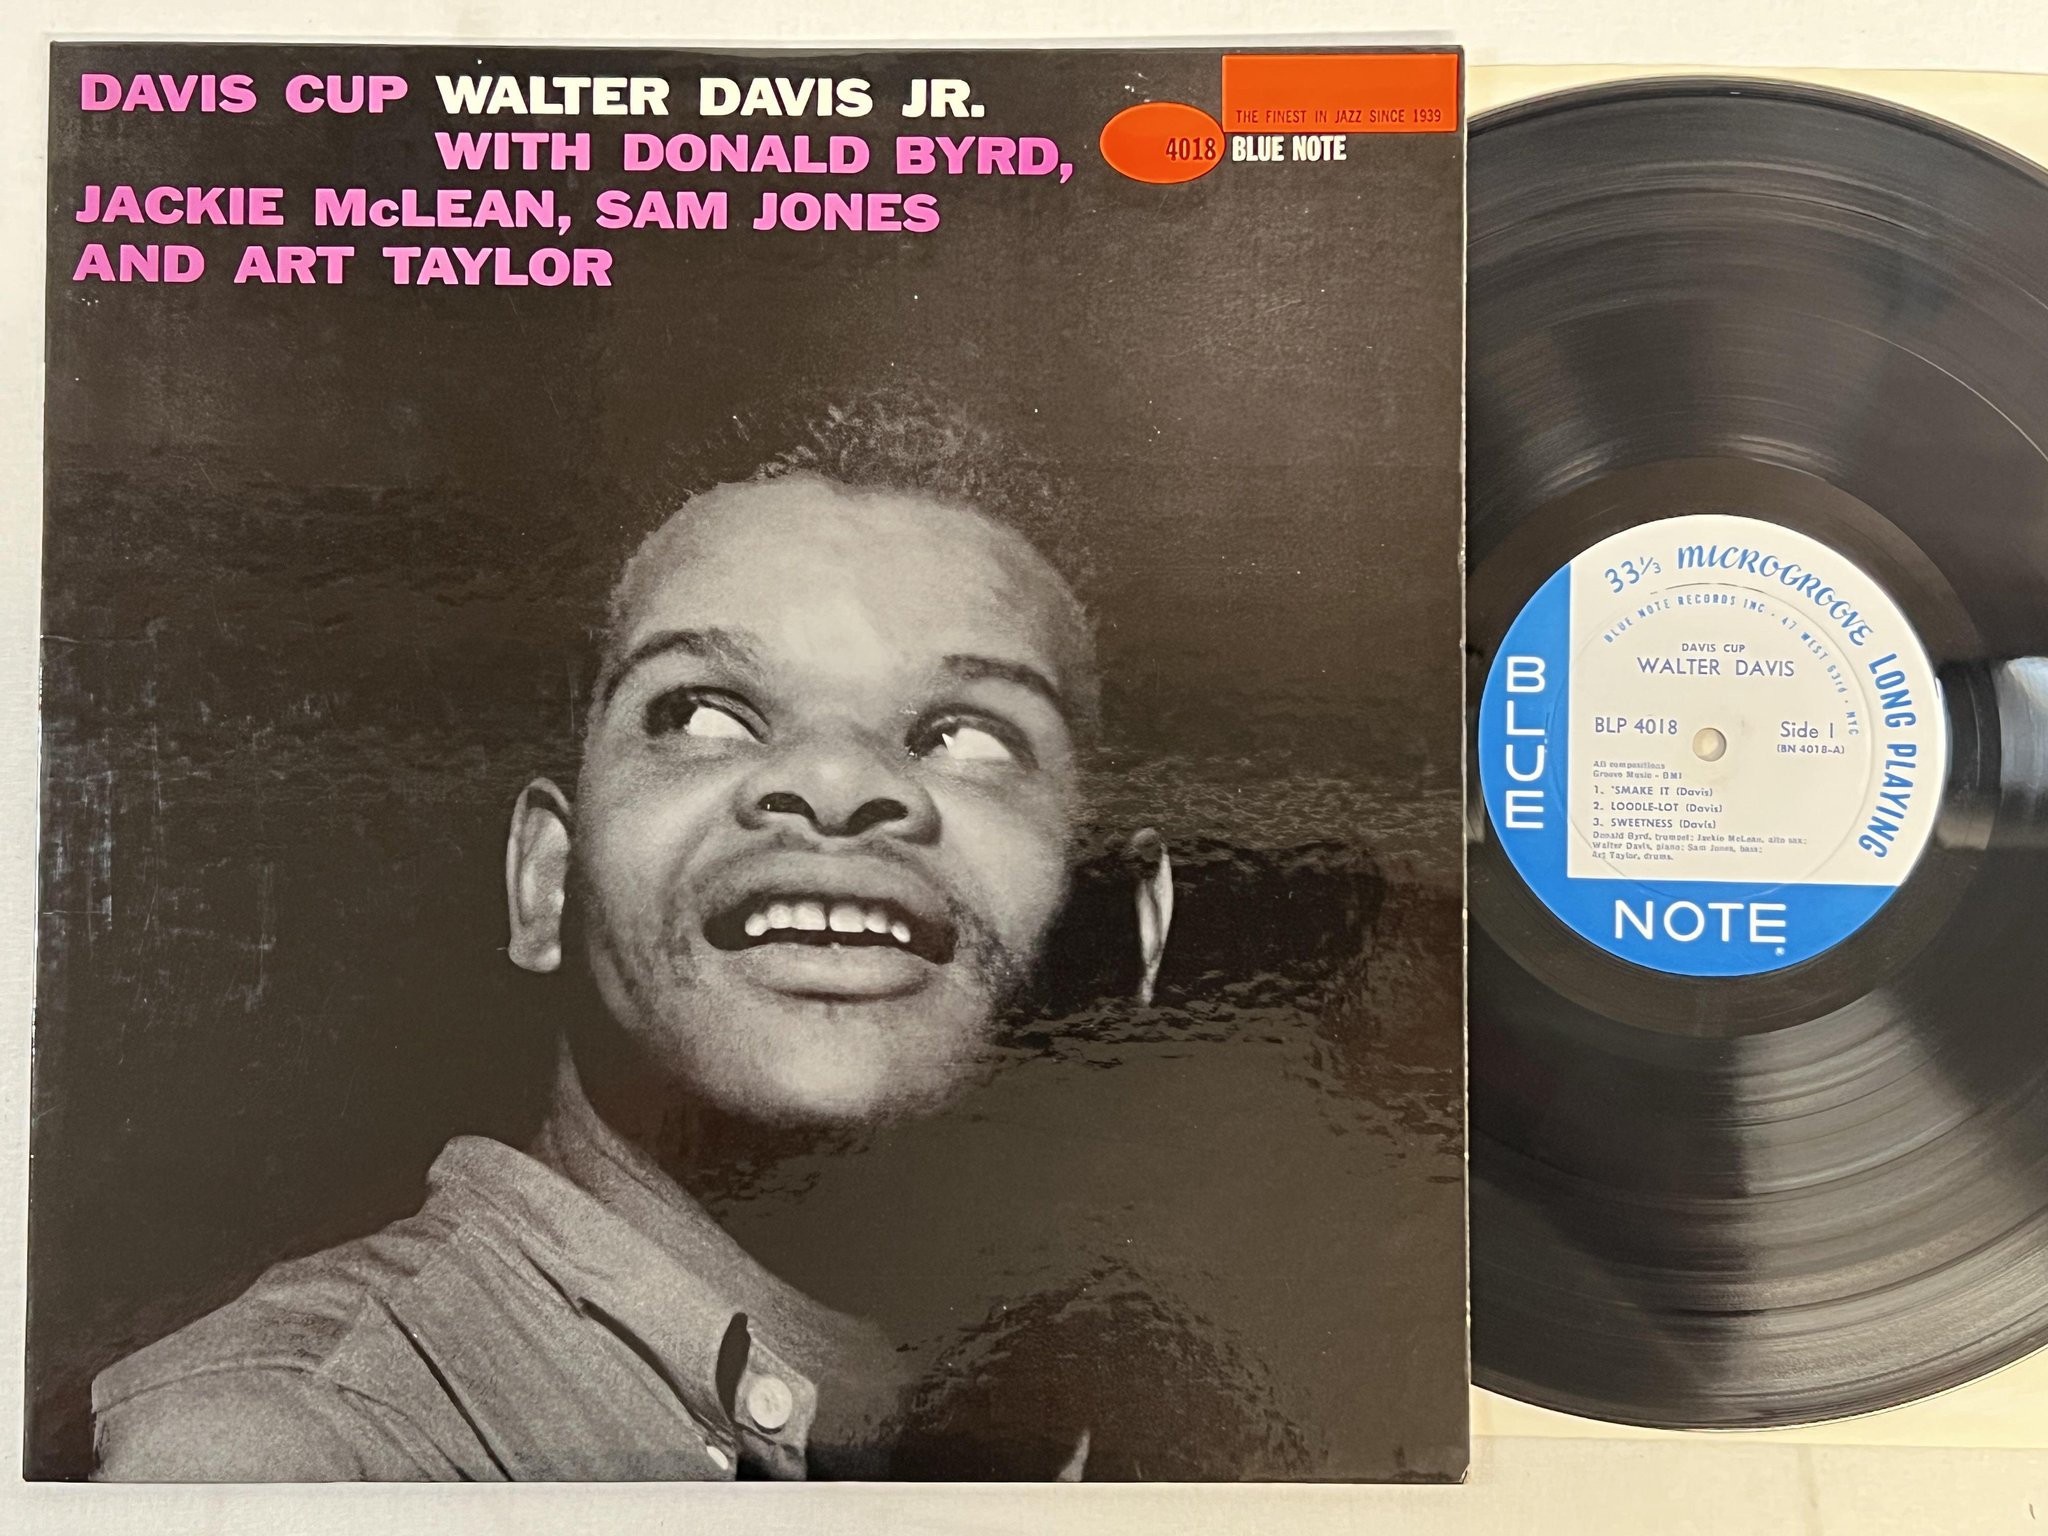 DAVIS CUP WALTER DAVIS JR.
WITH DONALD BYRD,
JACKIE McLEAN, SAM JONES
AND ART TAYLOR
THE FINEST IN JAZZ SINCE 1939
4018 BLUE NOTE
33 1/3 MICROGROOVE LONG PLAYING
BLUE NOTE RECORDS INC · 47 WEST 63rd · NYC
DAVIS CUP
WALTER DAVIS
BLP 4018
Side 1
(BN 4018-A)
All compositions
Groove Music - BMI
1. 'SMAKE IT (Davis)
2. LOODLE-LOT (Davis)
3. SWEETNESS (Davis)
Donald Byrd, trumpet; Jackie McLean, alto sax;
Walter Davis, piano; Sam Jones, bass;
Art Taylor, drums.
BLUE
NOTE®